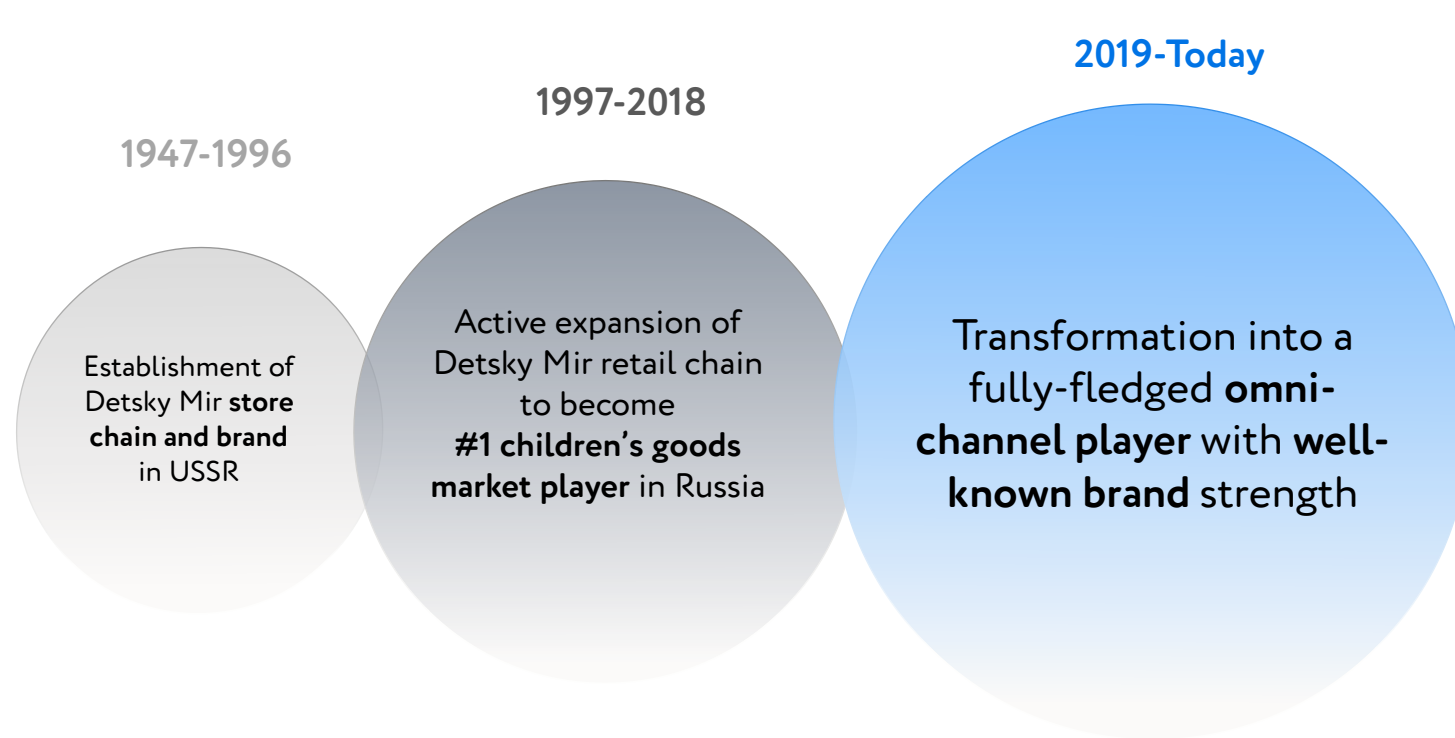 1947-1996
Establishment of
Detsky Mir store
chain and brand
in USSR
1997-2018
Active expansion of
Detsky Mir retail chain
to become
#1 children's goods
market player in Russia
2019-Today
Transformation into a
fully-fledged omni-
channel player with well-
known brand strength